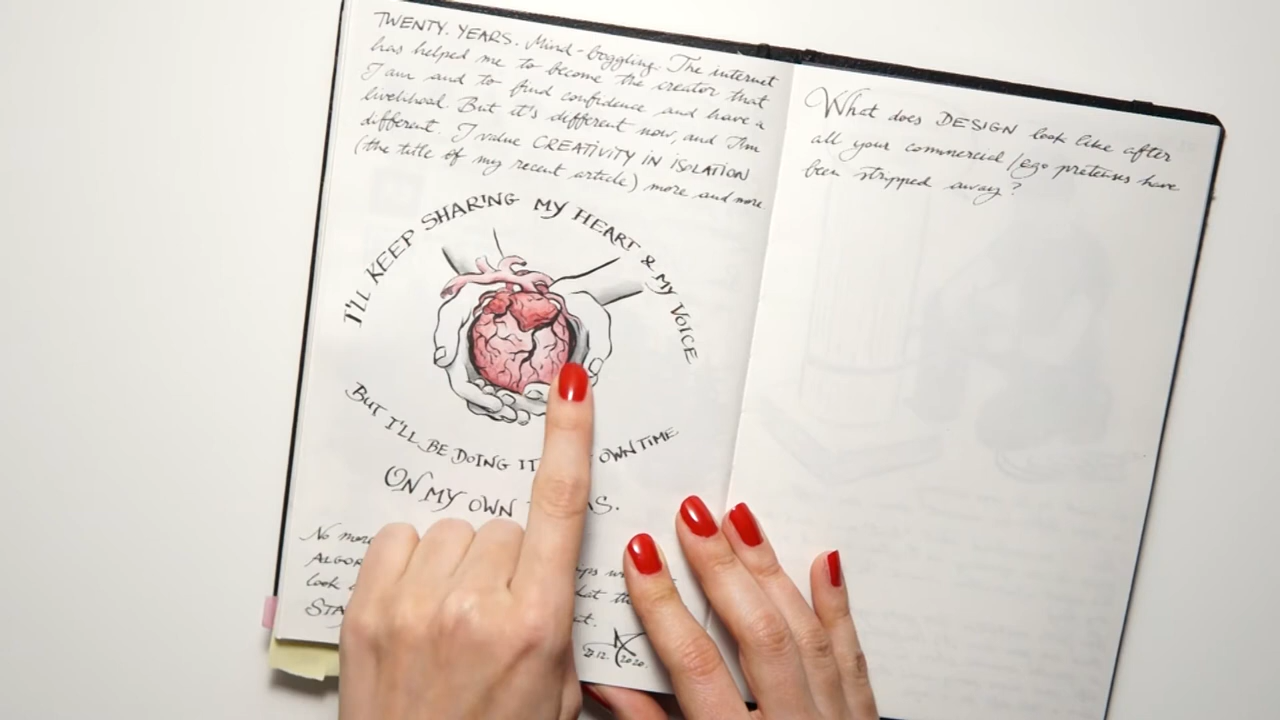 TWENTY. YEARS. Mind-boggling. The internet
has helped me to become the creator that
I am and to find confidence and have a
livelihood. But it's different now, and I'm
different. I value CREATIVITY IN ISOLATION
(the title of my recent article) more and more
I'LL KEEP SHARING MY HEART & MY VOICE
BUT I'LL BE DOING IT OWN TIME
ON MY OWN
No more
ALGOR
look
STA
22.12.2020.
What does DESIGN look like after
all your commercial/ego pretenses have
been stripped away?